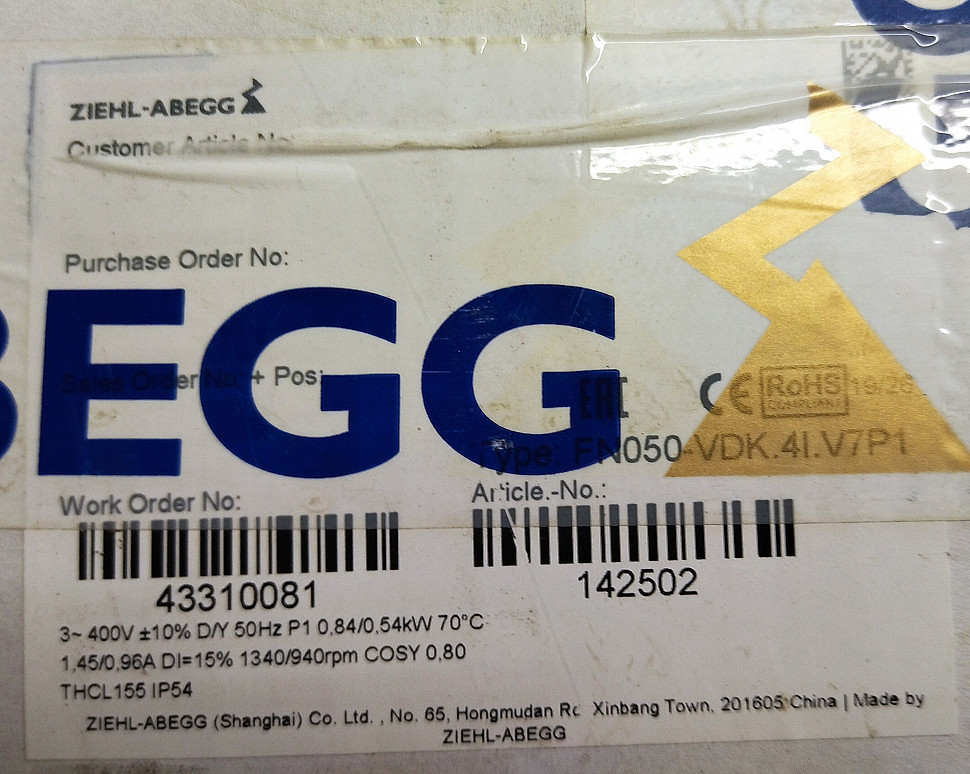 ZIEHL-ABEGG
Customer Article No:
Purchase Order No:
BEGG
Sales Order No. + Pos:
EAC CE RoHS 19/26
COMPLIANT
Type: FN050-VDK.4I.V7P1
Work Order No:
Article.-No.:
43310081
142502
3~ 400V ±10% D/Y 50Hz P1 0,84/0,54kW 70°C
1,45/0,96A DI=15% 1340/940rpm COSY 0,80
THCL155 IP54
ZIEHL-ABEGG (Shanghai) Co. Ltd. , No. 65, Hongmudan Xinbang Town. 201605 China | Made by
ZIEHL-ABEGG